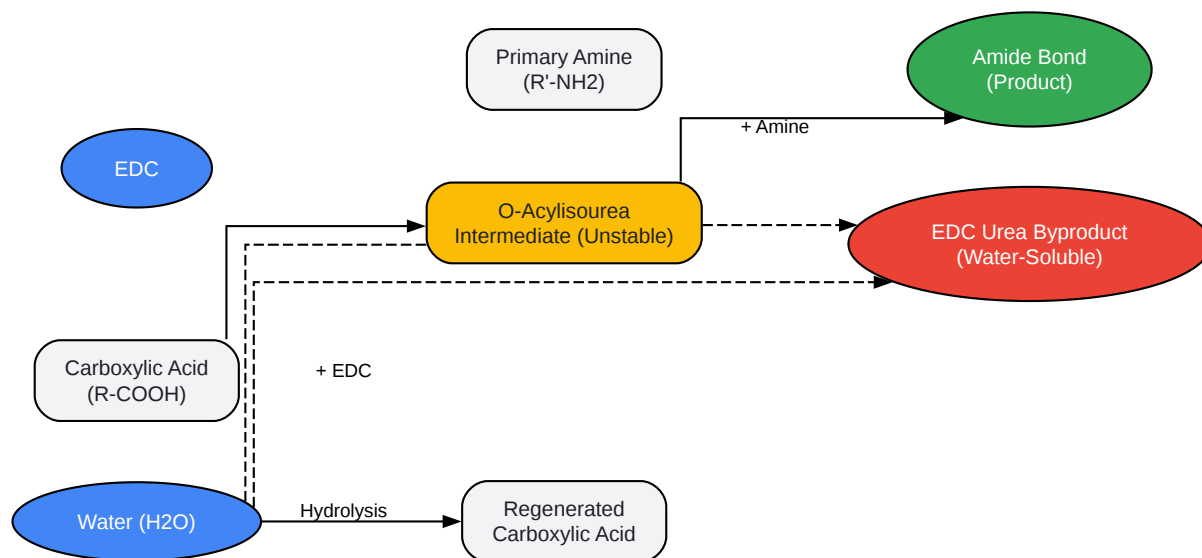 Primary Amine
(R'-NH2)
Amide Bond
(Product)
+ Amine
EDC
O-Acylisourea
Intermediate (Unstable)
EDC Urea Byproduct
(Water-Soluble)
Carboxylic Acid
(R-COOH)
+ EDC
Water (H2O)
Hydrolysis
Regenerated
Carboxylic Acid